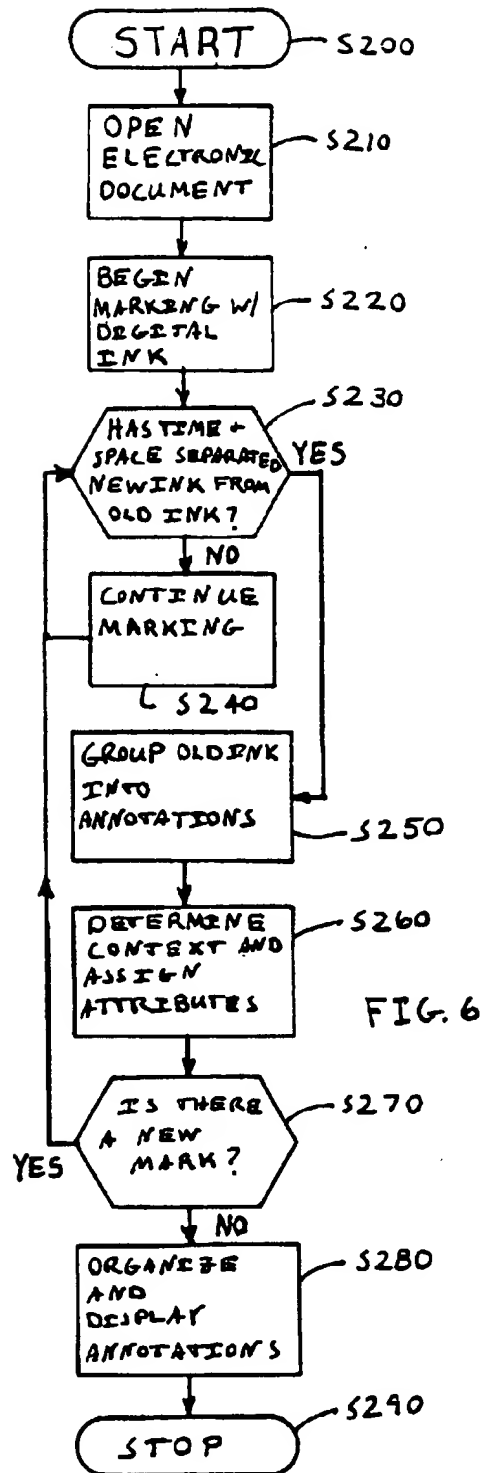 START
S200
OPEN
ELECTRONIC
DOCUMENT
S210
BEGIN
MARKING W/
DIGITAL
INK
S220
S230
HAS TIME +
SPACE SEPARATED
NEW INK FROM
OLD INK?
YES
NO
CONTINUE
MARKING
S240
GROUP OLD INK
INTO
ANNOTATIONS
S250
DETERMINE
CONTEXT AND
ASSIGN
ATTRIBUTES
S260
FIG. 6
IS THERE
A NEW
MARK?
S270
YES
NO
ORGANIZE
AND
DISPLAY
ANNOTATIONS
S280
STOP
S290